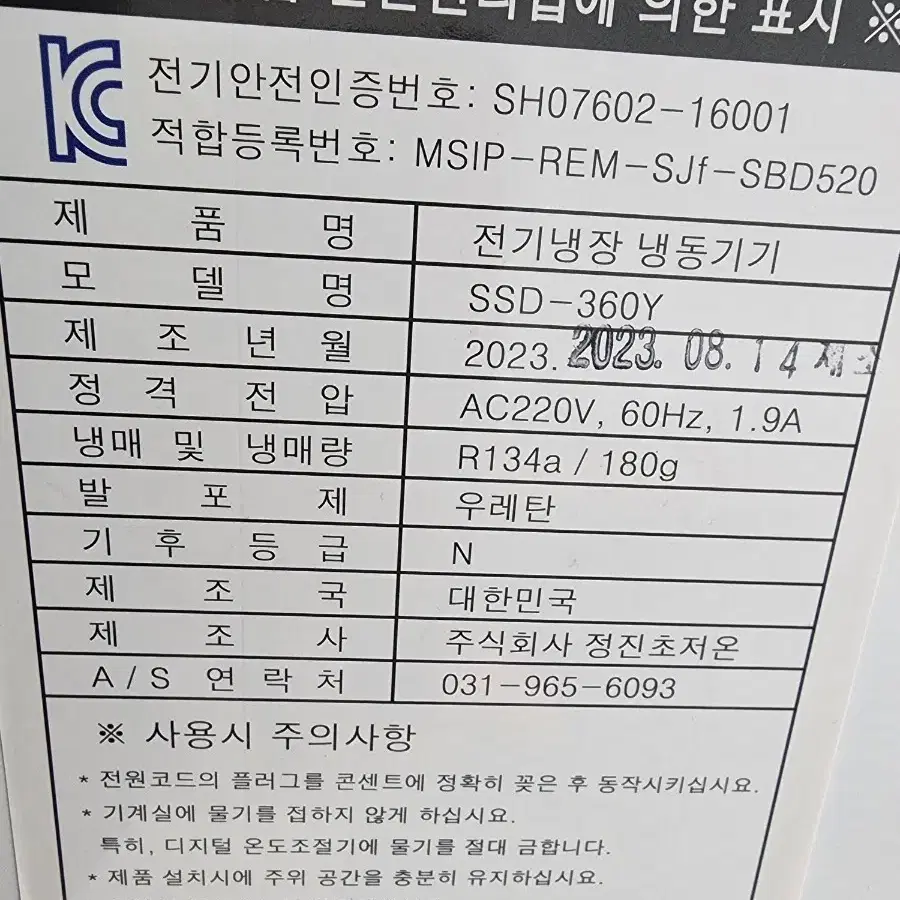 의한 표시 ※
전기안전인증번호: SH07602-16001
적합등록번호: MSIP-REM-SJf-SBD520
제 품 명 전기냉장 냉동기기
모 델 명 SSD-360Y
제 조 년 월 2023. 2023. 08. 14 제조
정 격 전 압 AC220V, 60Hz, 1.9A
냉매 및 냉매량 R134a / 180g
발 포 제 우레탄
기 후 등 급 N
제 조 국 대한민국
제 조 사 주식회사 정진초저온
A/S 연 락 처 031-965-6093
※ 사용시 주의사항
* 전원코드의 플러그를 콘센트에 정확히 꽂은 후 동작시키십시요.
* 기계실에 물기를 접하지 않게 하십시요.
특히, 디지털 온도조절기에 물기를 절대 금합니다.
* 제품 설치시에 주위 공간을 충분히 유지하십시요.